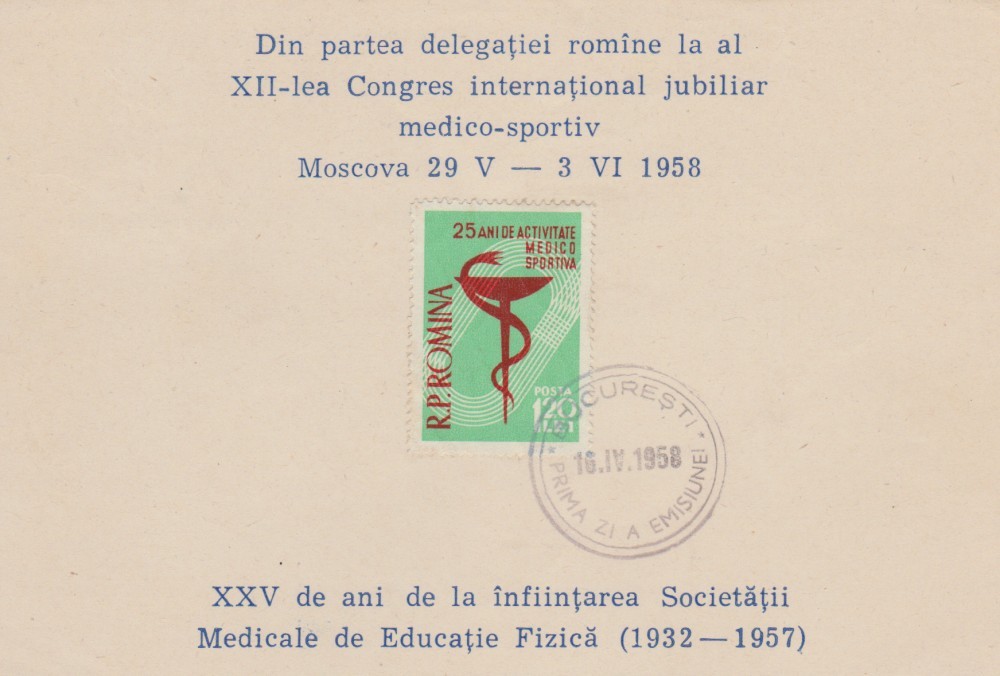 Din partea delegației romîne la al
XII-lea Congres internațional jubiliar
medico-sportiv
Moscova 29 V — 3 VI 1958
25 ANI DE ACTIVITATE
MEDICO
SPORTIVA
R.P.ROMINA
POSTA
120
BUCUREȘTI
16.IV.1958
* PRIMA ZI A EMISIUNEI *
XXV de ani de la înființarea Societății
Medicale de Educație Fizică (1932—1957)